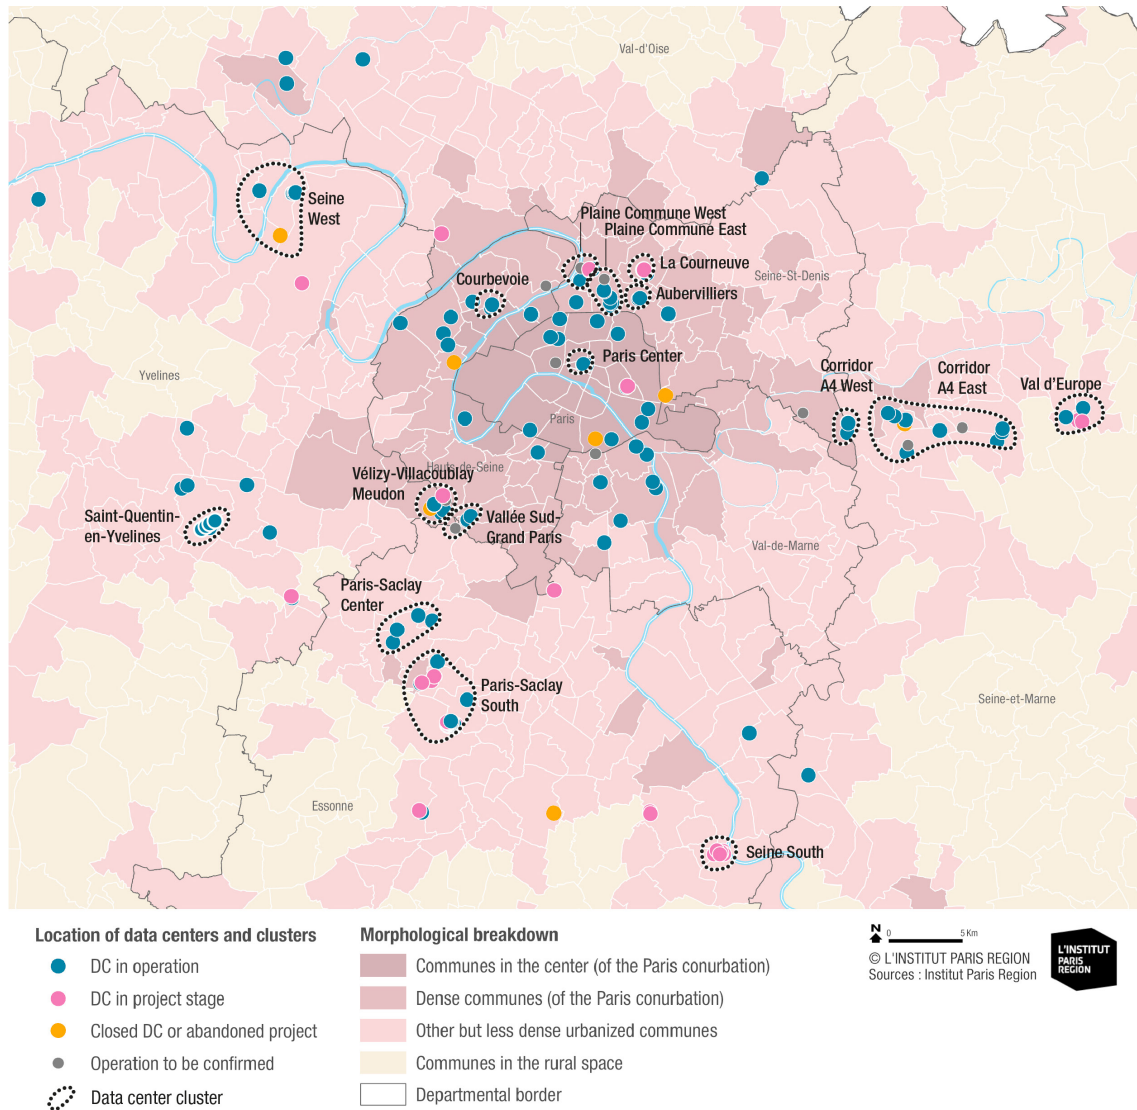 Val-d'Oise
Seine
West
Plaine Commune West
Plaine Commune East
La Courneuve
Seine-St-Denis
Courbevoie
Aubervilliers
Paris Center
Corridor
A4 West
Corridor
A4 East
Val d'Europe
Yvelines
Paris
Hauts-de-Seine
Vélizy-Villacoublay
Meudon
Saint-Quentin-
en-Yvelines
Vallée Sud-
Grand Paris
Val-de-Marne
Paris-Saclay
Center
Paris-Saclay
South
Seine-et-Marne
Essonne
Seine South
Location of data centers and clusters
DC in operation
DC in project stage
Closed DC or abandoned project
Operation to be confirmed
Data center cluster
Morphological breakdown
Communes in the center (of the Paris conurbation)
Dense communes (of the Paris conurbation)
Other but less dense urbanized communes
Communes in the rural space
Departmental border
N
0 5 Km
© L'INSTITUT PARIS REGION
Sources : Institut Paris Region
L'INSTITUT
PARIS
REGION